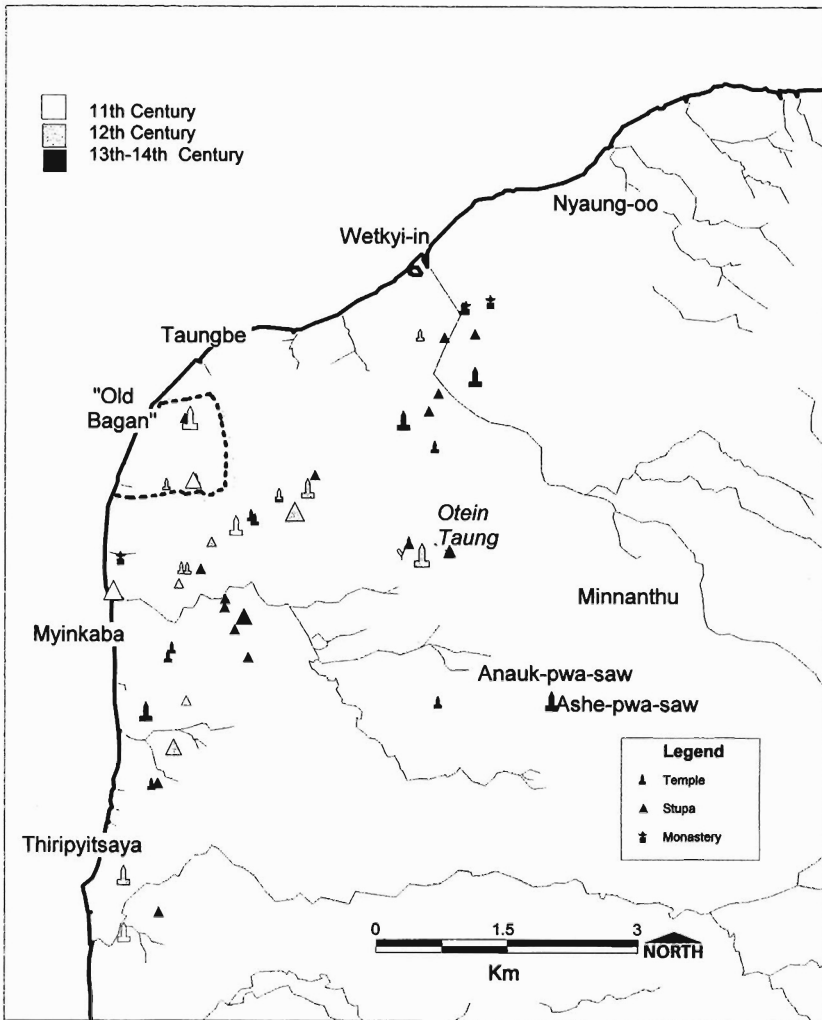 11th Century
12th Century
13th-14th Century
Nyaung-oo
Wetkyi-in
Taungbe
"Old
Bagan"
Otein
Taung
Minnanthu
Myinkaba
Anauk-pwa-saw
Ashe-pwa-saw
Legend
Temple
Stupa
Monastery
Thiripyitsaya
0 1.5 3
NORTH
Km